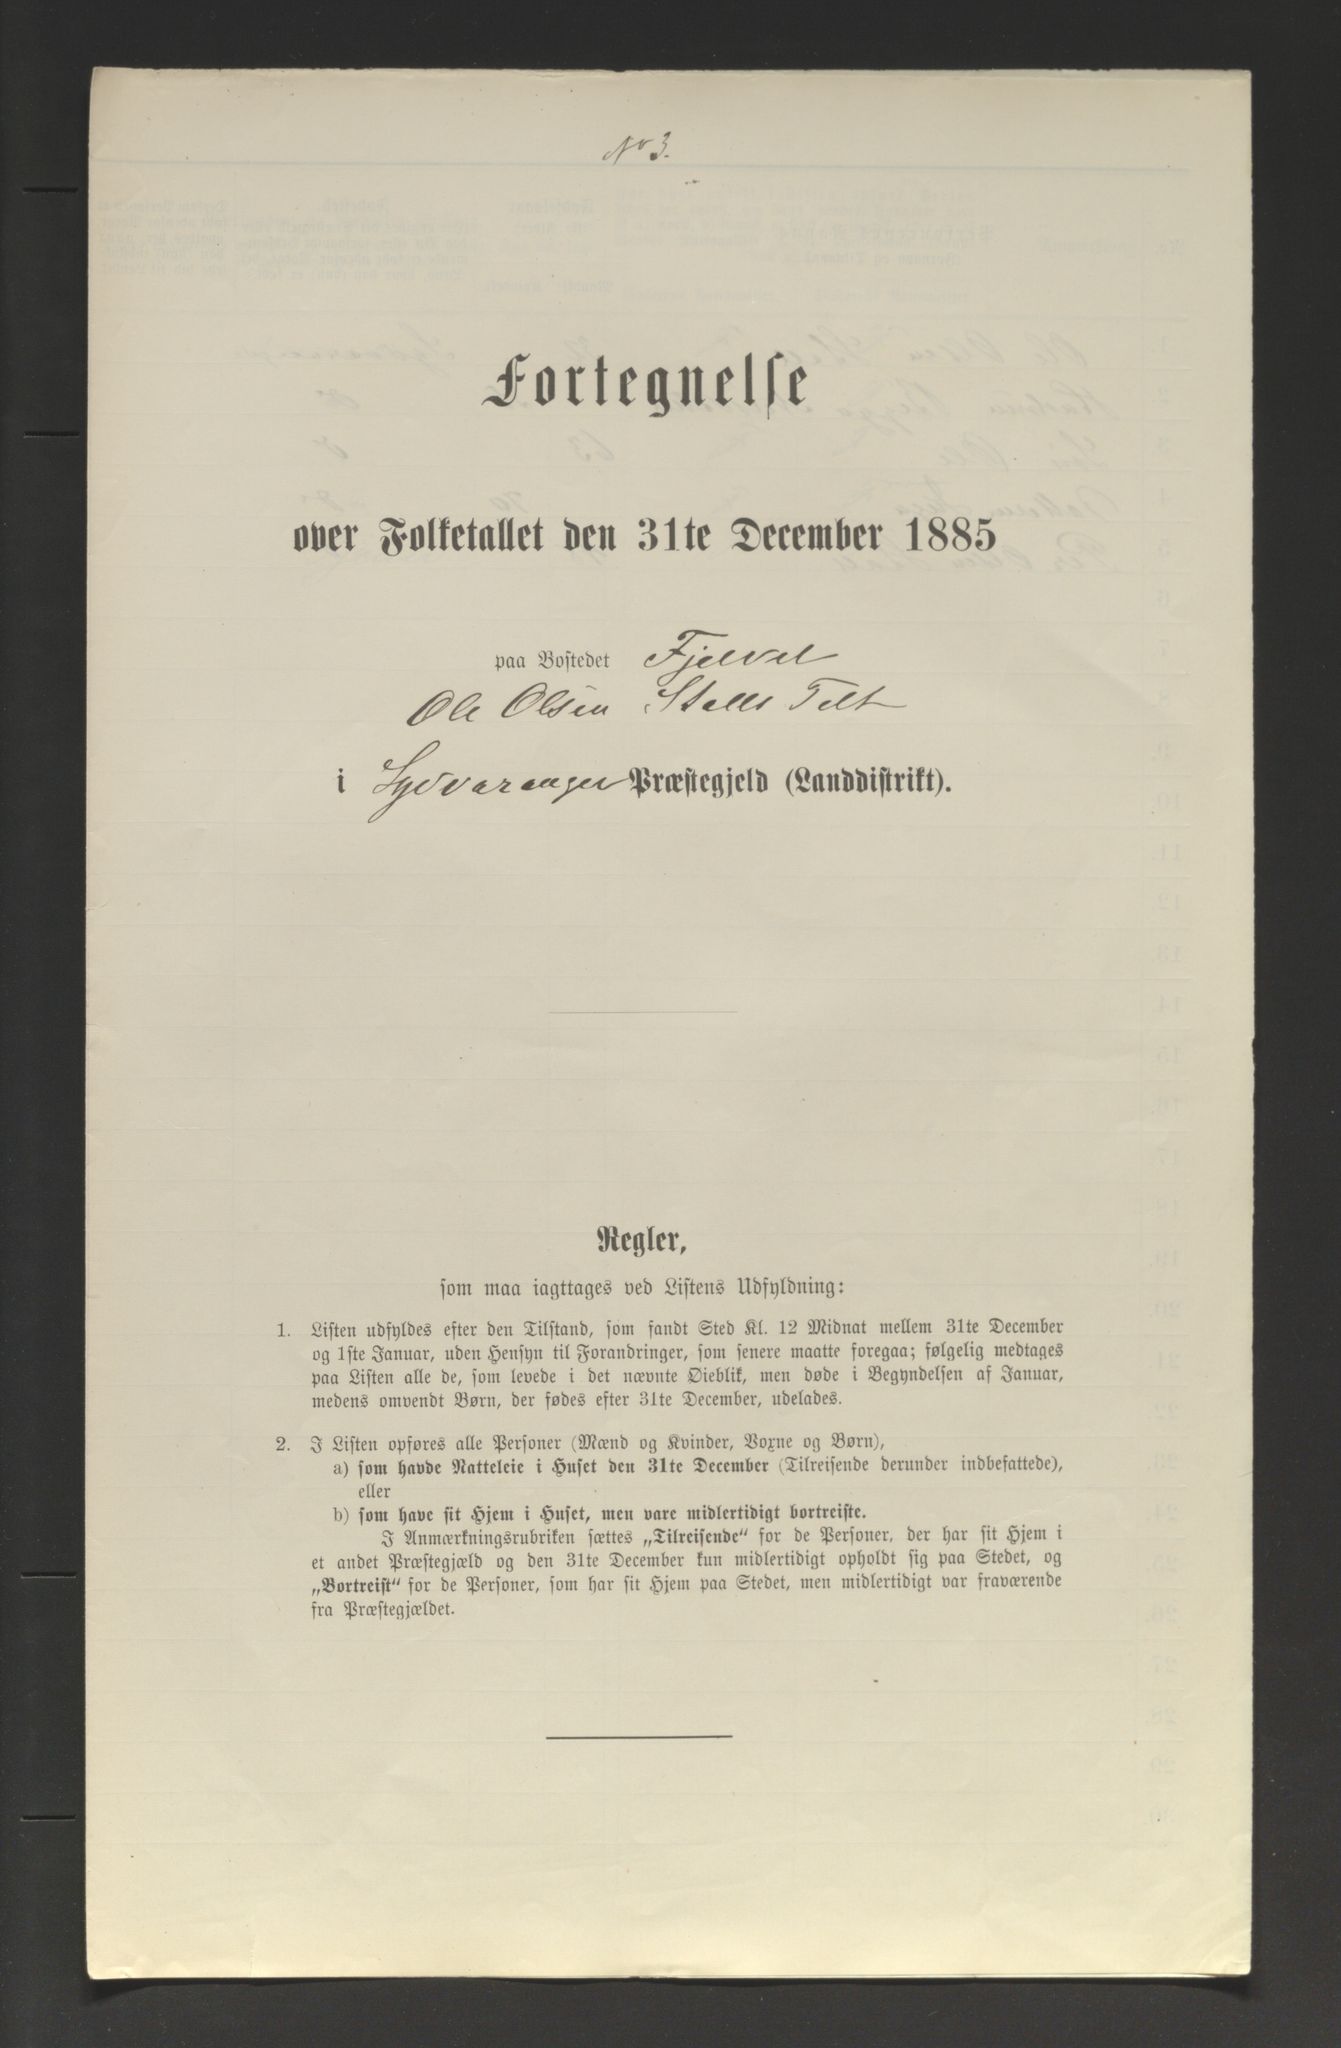 No 3.
Fortegnelse
over Folketallet den 31te December 1885
paa Bostedet Fjelvel
Ole Olsen Stalls Telt
i Sydvaranger Præstegjeld (Landdistrikt).
Regler,
som maa iagttages ved Listens Udfyldning:
1. Listen udfyldes efter den Tilstand, som fandt Sted Kl. 12 Midnat mellem 31te December
og 1ste Januar, uden Hensyn til Forandringer, som senere maatte foregaa; følgelig medtages
paa Listen alle de, som levede i det nævnte Øieblik, men døde i Begyndelsen af Januar,
medens omvendt Børn, der fødes efter 31te December, udelades.
2. I Listen opføres alle Personer (Mænd og Kvinder, Voxne og Børn),
a) som havde Natteleie i Huset den 31te December (Tilreisende derunder indbefattede),
eller
b) som have sit Hjem i Huset, men vare midlertidigt bortreiste.
I Anmærkningsrubriken sættes „Tilreisende“ for de Personer, der har sit Hjem i
et andet Præstegjæld og den 31te December kun midlertidigt opholdt sig paa Stedet, og
„Bortreist“ for de Personer, som har sit Hjem paa Stedet, men midlertidigt var fraværende
fra Præstegjældet.